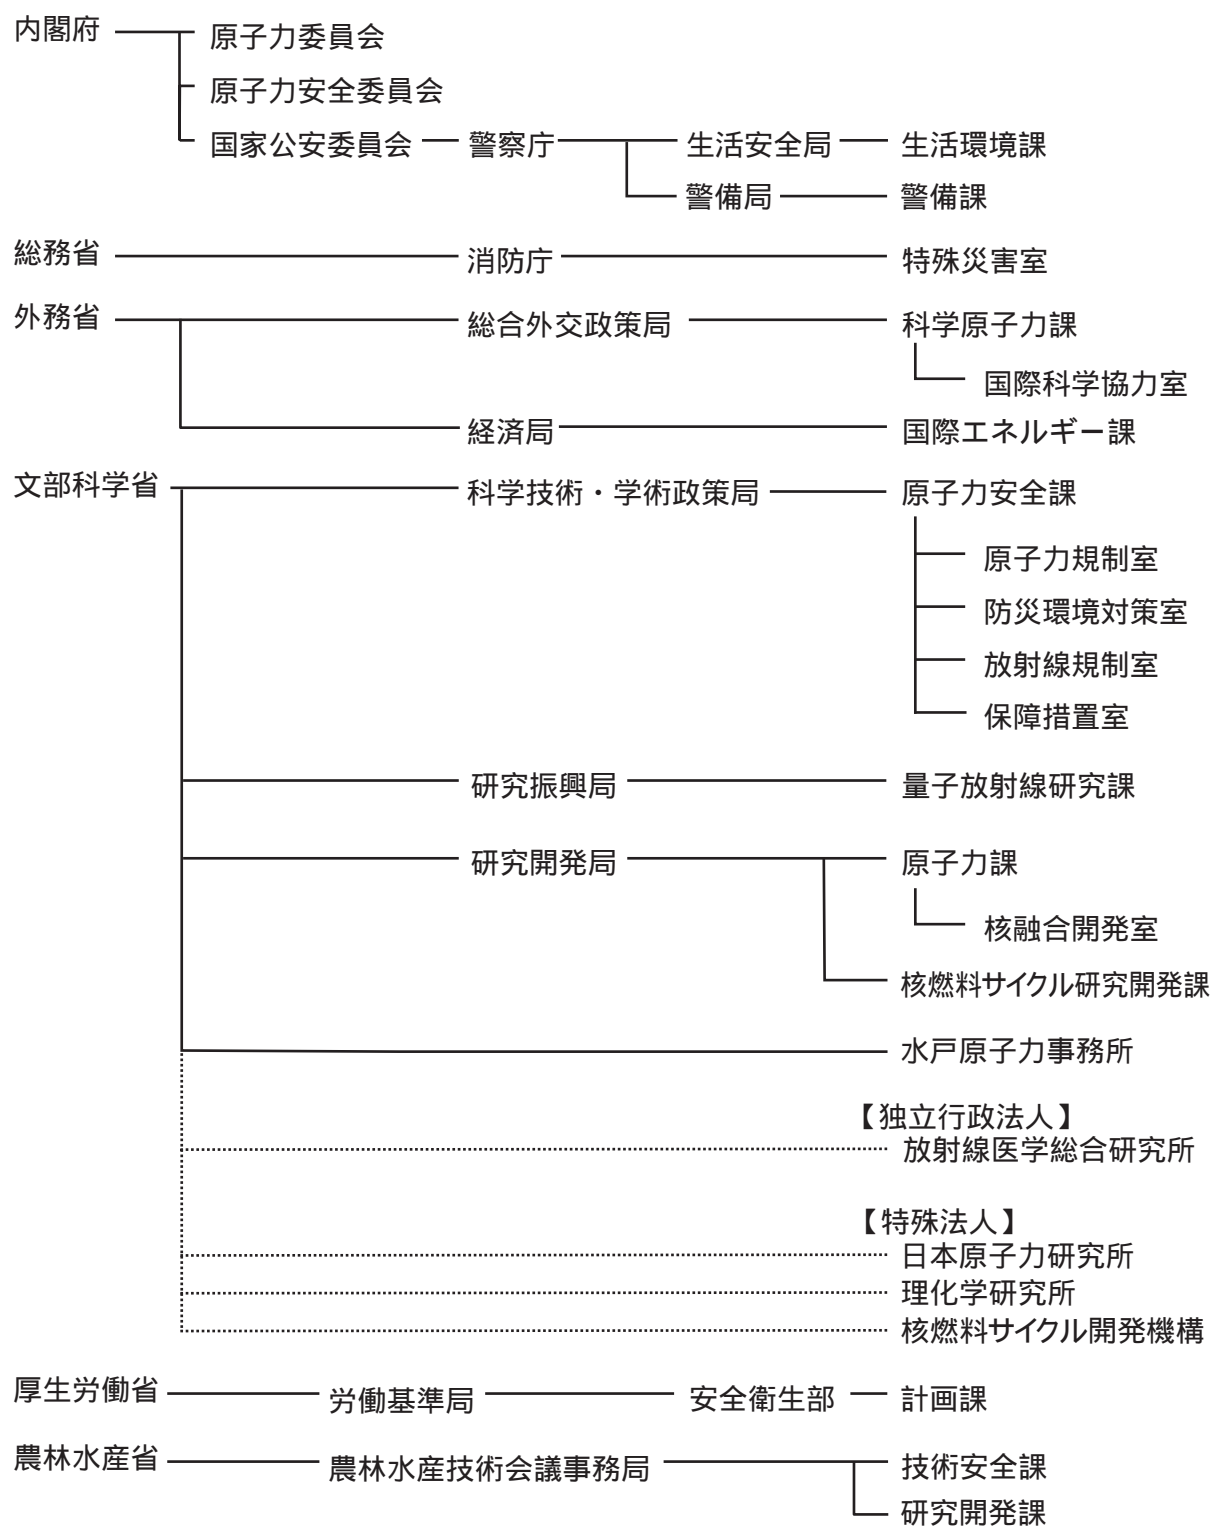 内閣府 原子力委員会
原子力安全委員会
国家公安委員会 警察庁 生活安全局 生活環境課
警備局 警備課
総務省 消防庁 特殊災害室
外務省 総合外交政策局 科学原子力課
国際科学協力室
経済局 国際エネルギー課
文部科学省 科学技術・学術政策局 原子力安全課
原子力規制室
防災環境対策室
放射線規制室
保障措置室
研究振興局 量子放射線研究課
研究開発局 原子力課
核融合開発室
核燃料サイクル研究開発課
水戸原子力事務所
【独立行政法人】
放射線医学総合研究所
【特殊法人】
日本原子力研究所
理化学研究所
核燃料サイクル開発機構
厚生労働省 労働基準局 安全衛生部 計画課
農林水産省 農林水産技術会議事務局 技術安全課
研究開発課